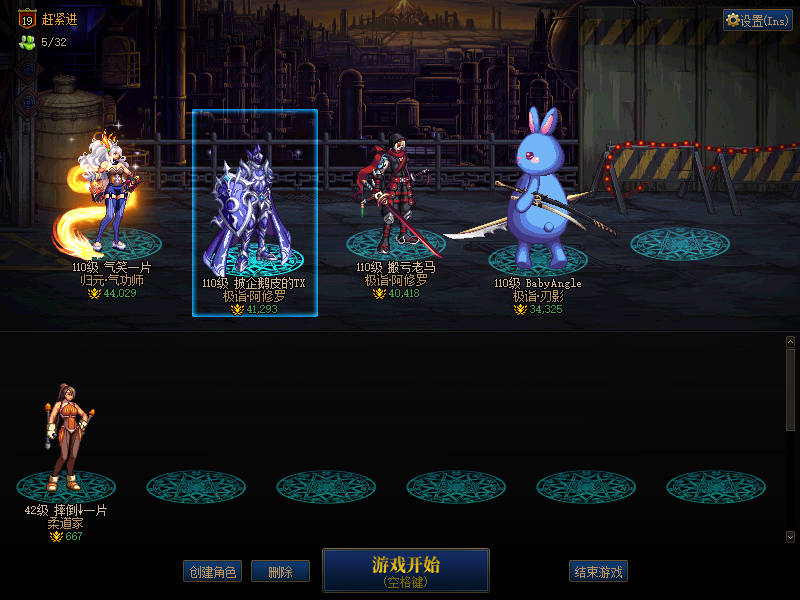 19 赶紧进
设置(Ins)
5/32
110级 气笑一片
归元·气功师
44,029
110级 披企鹅皮的TX
极诣·阿修罗
41,293
110级 搬亏老马
极诣·阿修罗
40,418
110级 BabyAngle
极诣·刃影
34,325
42级 摔倒↓一片
柔道家
667
创建角色
删除
游戏开始
(空格键)
结束游戏